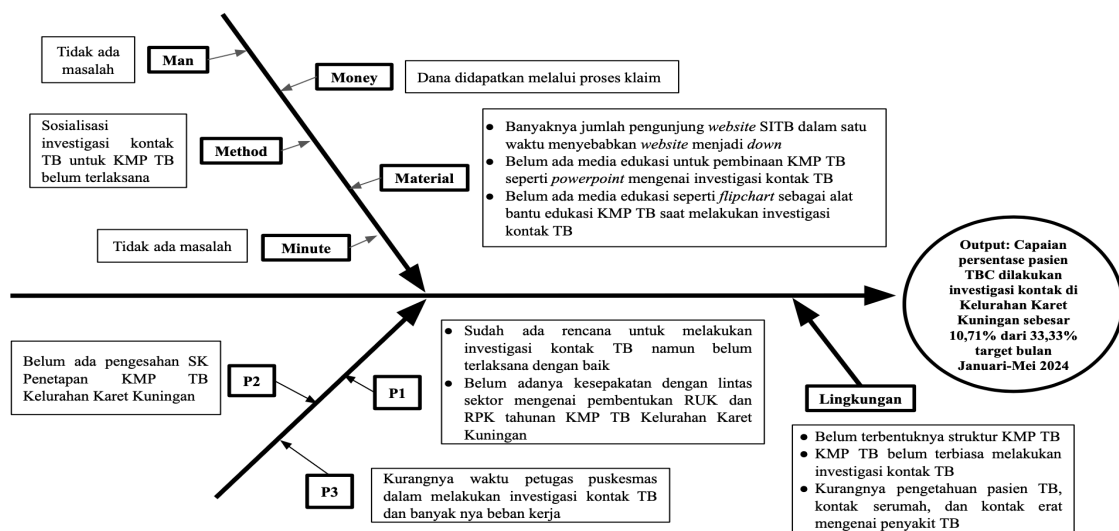 Tidak ada
masalah
Man
Money
Dana didapatkan melalui proses klaim
Sosialisasi
investigasi kontak
TB untuk KMP TB
belum terlaksana
Method
Material
● Banyaknya jumlah pengunjung website SITB dalam satu
waktu menyebabkan website menjadi down
● Belum ada media edukasi untuk pembinaan KMP TB
seperti powerpoint mengenai investigasi kontak TB
● Belum ada media edukasi seperti flipchart sebagai alat
bantu edukasi KMP TB saat melakukan investigasi
kontak TB
Tidak ada masalah
Minute
Output: Capaian
persentase pasien
TBC dilakukan
investigasi kontak di
Kelurahan Karet
Kuningan sebesar
10,71% dari 33,33%
target bulan
Januari-Mei 2024
Belum ada pengesahan SK
Penetapan KMP TB
Kelurahan Karet Kuningan
P2
P1
● Sudah ada rencana untuk melakukan
investigasi kontak TB namun belum
terlaksana dengan baik
● Belum adanya kesepakatan dengan lintas
sektor mengenai pembentukan RUK dan
RPK tahunan KMP TB Kelurahan Karet
Kuningan
P3
Kurangnya waktu petugas puskesmas
dalam melakukan investigasi kontak TB
dan banyak nya beban kerja
Lingkungan
● Belum terbentuknya struktur KMP TB
● KMP TB belum terbiasa melakukan
investigasi kontak TB
● Kurangnya pengetahuan pasien TB,
kontak serumah, dan kontak erat
mengenai penyakit TB